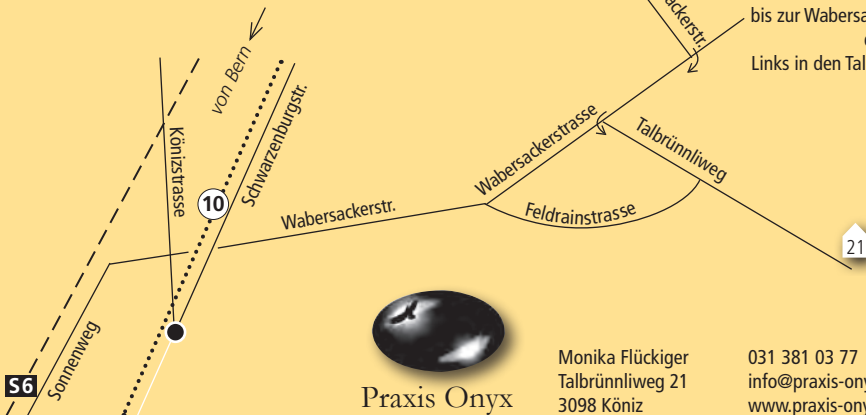 bis zur Wabersa
Links in den Tal
von Bern
Könizstrasse
10
Schwarzenburgstr.
Wabersackerstr.
Wabersackerstrasse
Talbrünnliweg
Feldrainstrasse
21
S6
Sonnenweg
Praxis Onyx
Monika Flückiger
Talbrünnliweg 21
3098 Köniz
031 381 03 77
info@praxis-ony
www.praxis-ony